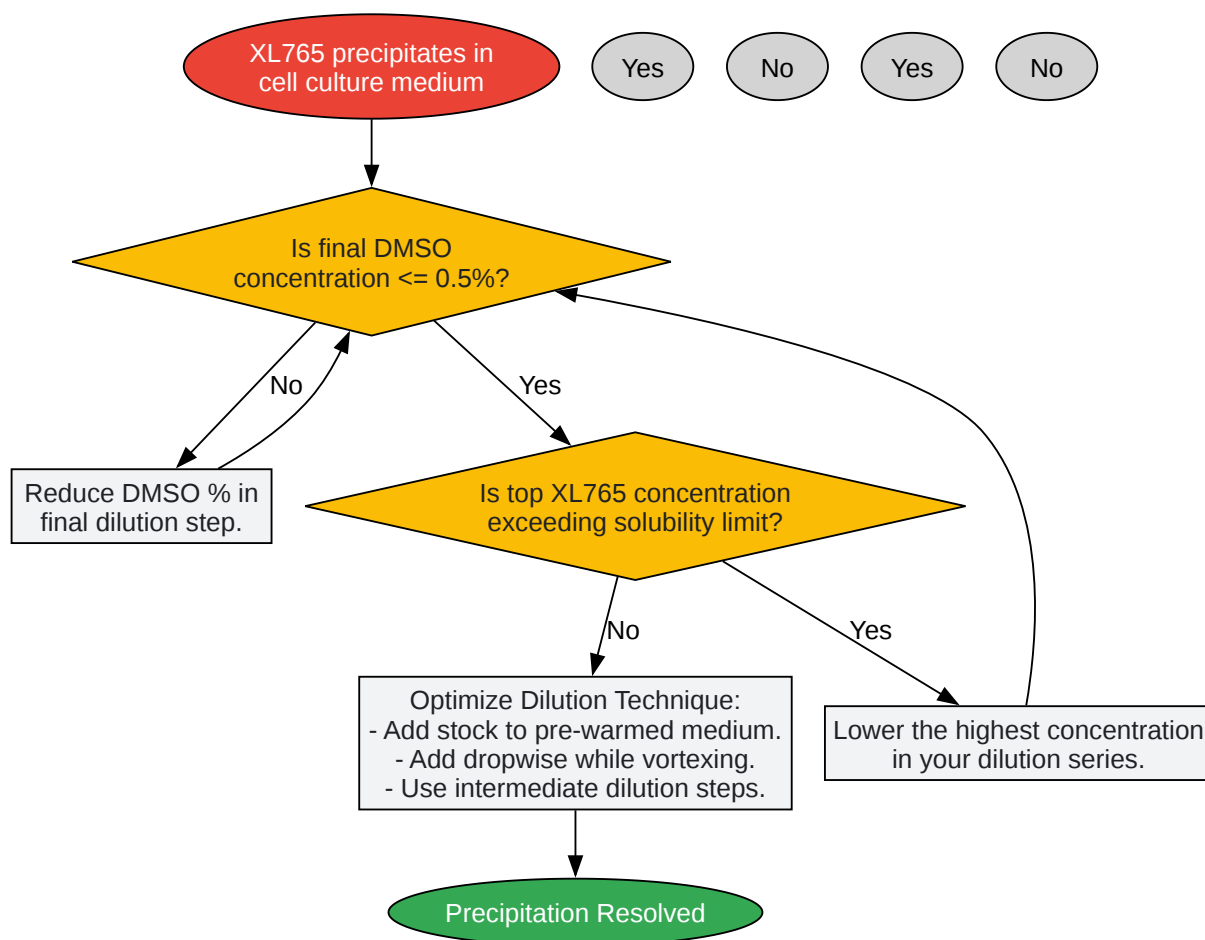 XL765 precipitates in
cell culture medium
Yes
No
Yes
No
Is final DMSO
concentration <= 0.5%?
No
Yes
Reduce DMSO % in
final dilution step.
Is top XL765 concentration
exceeding solubility limit?
No
Yes
Optimize Dilution Technique:
- Add stock to pre-warmed medium.
- Add dropwise while vortexing.
- Use intermediate dilution steps.
Lower the highest concentration
in your dilution series.
Precipitation Resolved